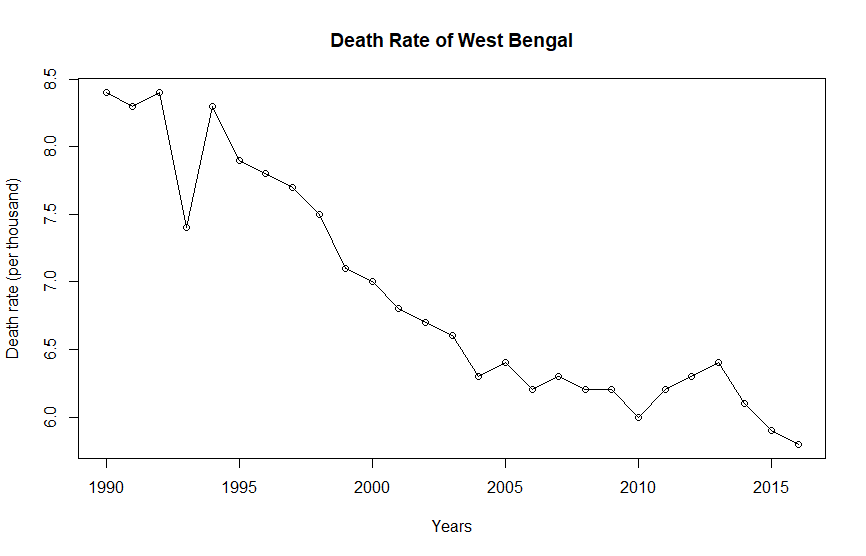 Death Rate of West Bengal
Death rate (per thousand)
8.5
8.0
7.5
7.0
6.5
6.0
1990 1995 2000 2005 2010 2015
Years